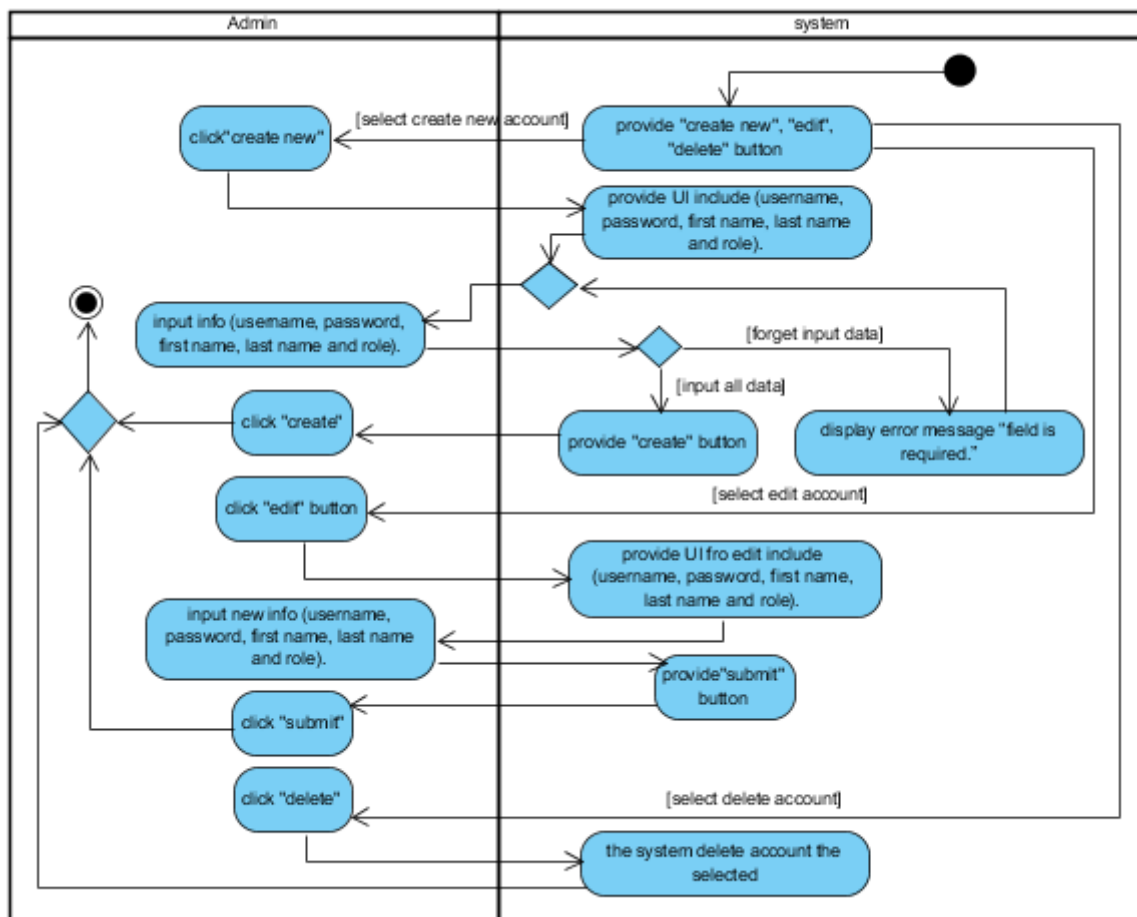 Admin
system
[select create new account]
click"create new"
provide "create new", "edit",
"delete" button
provide UI include (username,
password, first name, last name
and role).
input info (username, password,
first name, last name and role).
[forget input data]
[input all data]
click "create"
provide "create" button
display error message "field is
required."
[select edit account]
click "edit" button
provide UI fro edit include
(username, password, first name,
last name and role).
input new info (username,
password, first name, last name
and role).
provide"submit"
button
click "submit"
click "delete"
[select delete account]
the system delete account the
selected